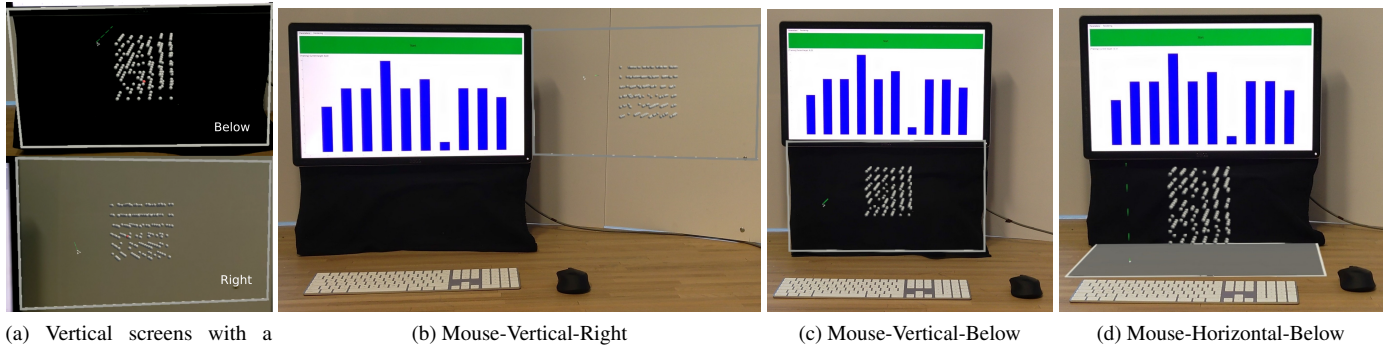 Below
Right
(a) Vertical screens with a
(b) Mouse-Vertical-Right
(c) Mouse-Vertical-Below
(d) Mouse-Horizontal-Below